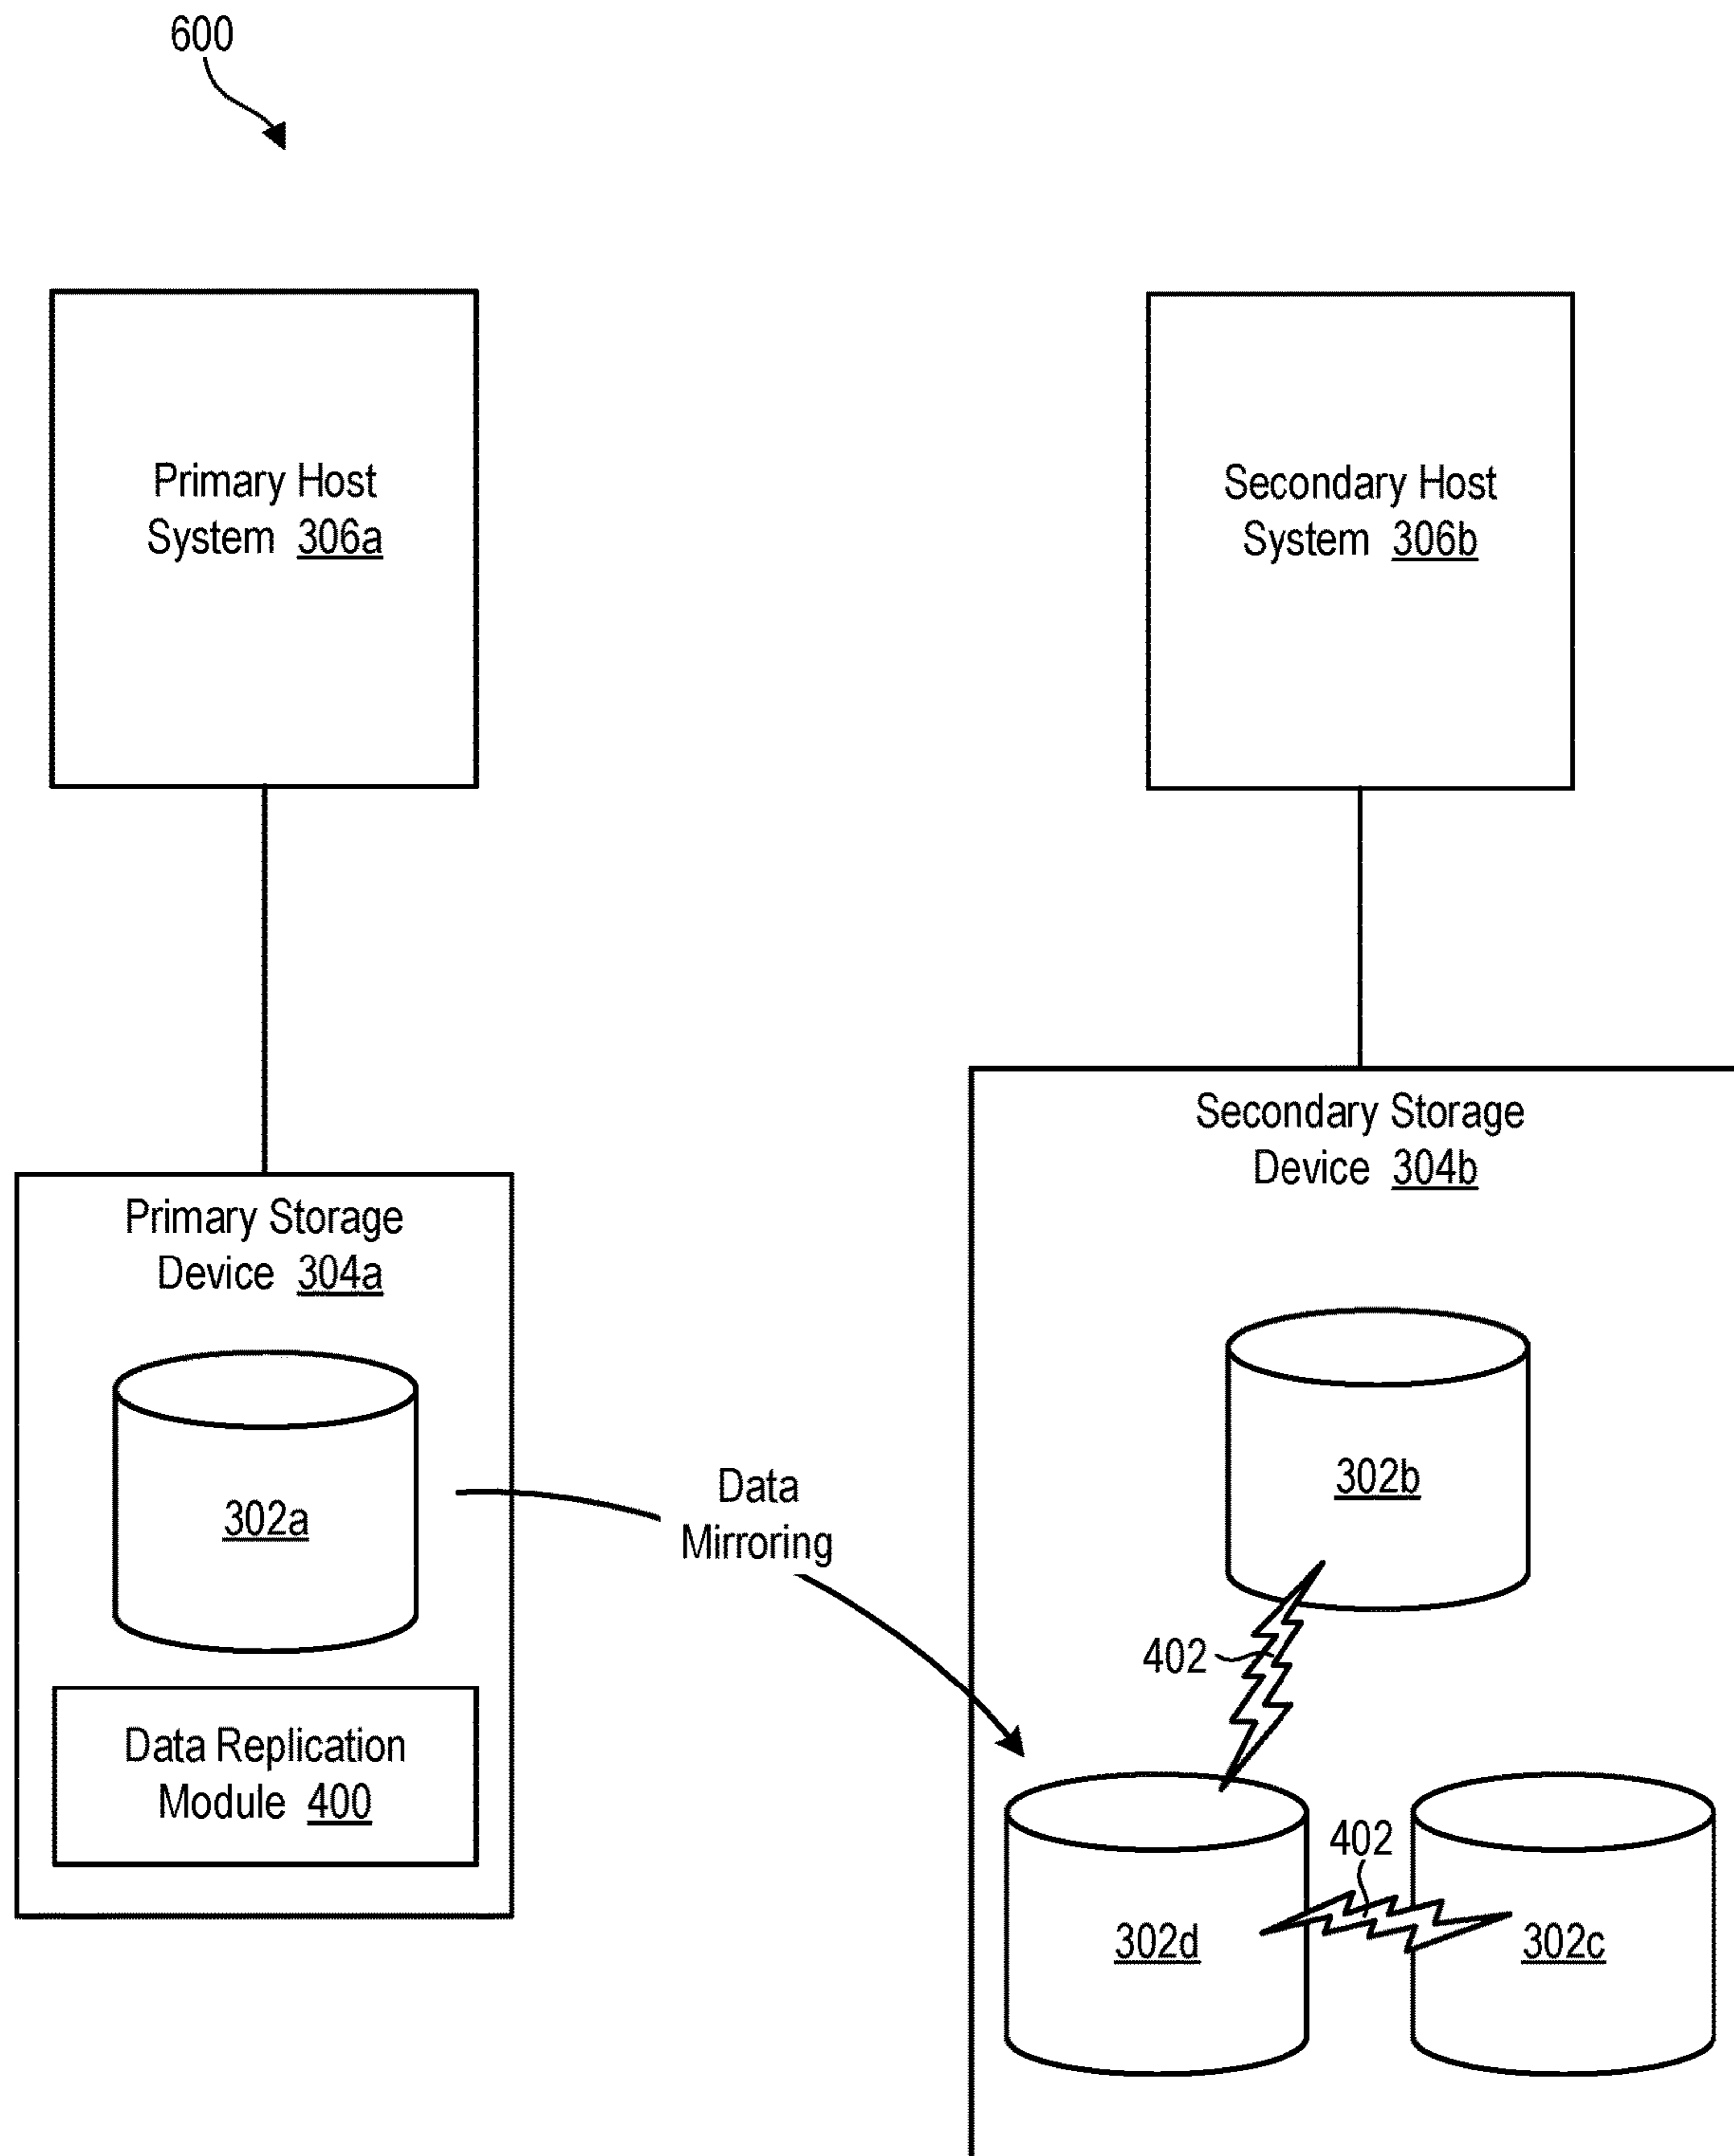 600
Primary Host
System 306a
Secondary Host
System 306b
Secondary Storage
Device 304b
Primary Storage
Device 304a
302b
Data
Mirroring
302a
402
Data Replication
Module 400
402
302d
302c